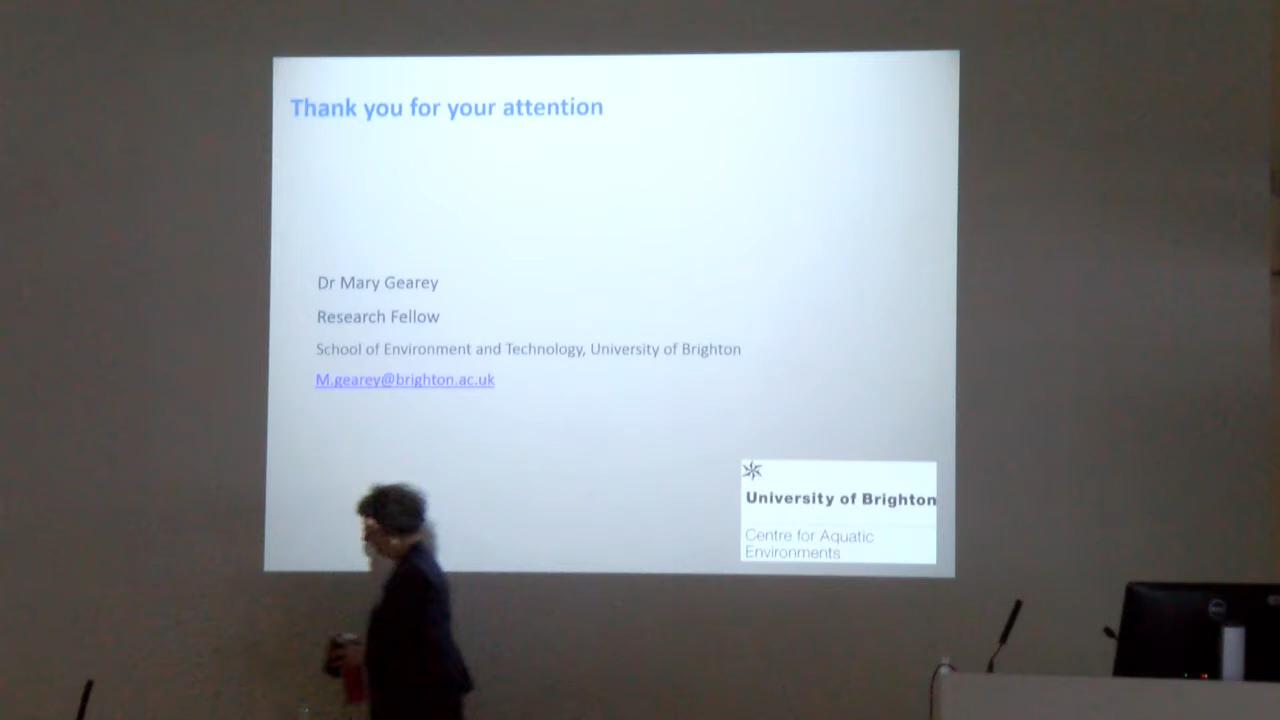 Thank you for your attention
Dr Mary Gearey
Research Fellow
School of Environment and Technology, University of Brighton
M.gearey@brighton.ac.uk
University of Brighton
Centre for Aquatic
Environments